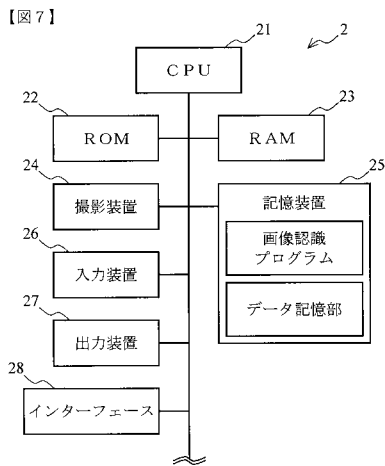 【図７】
21
2
ＣＰＵ
22
23
ＲＯＭ
ＲＡＭ
24
25
撮影装置
記憶装置
画像認識
プログラム
26
入力装置
27
データ記憶部
出力装置
28
インターフェース